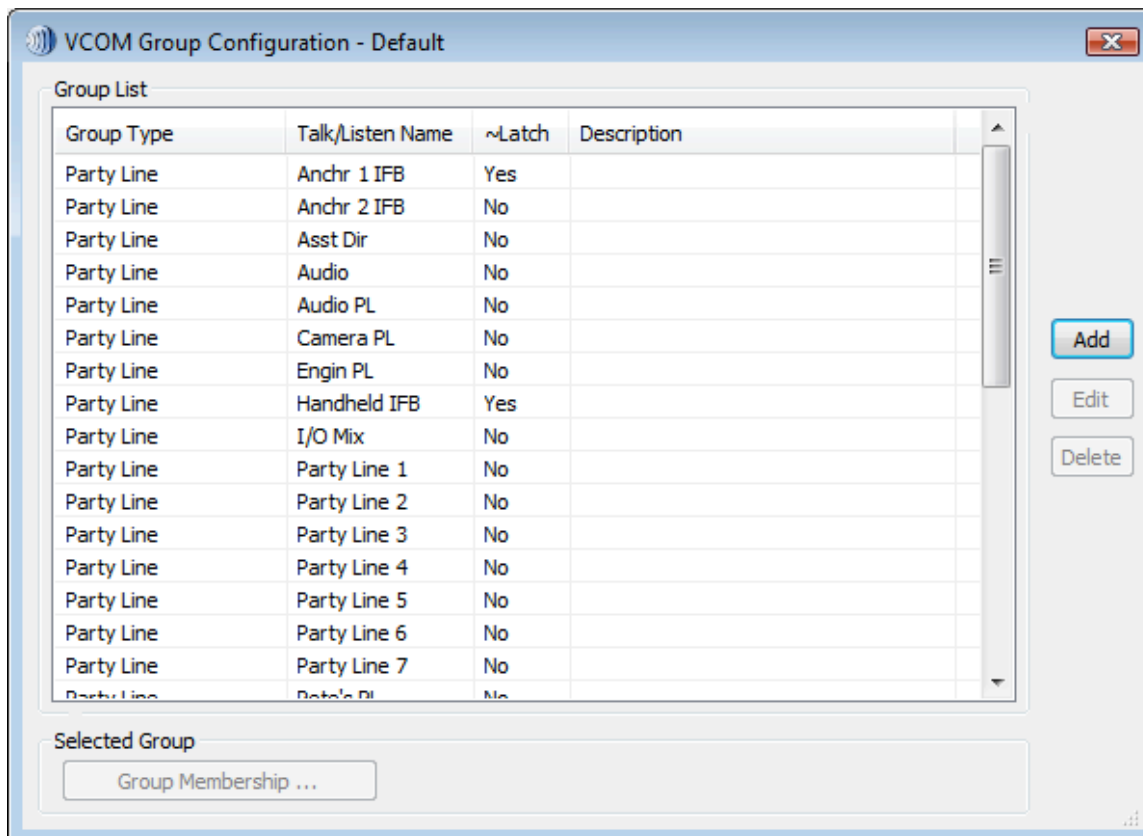 VCOM Group Configuration - Default
Group List
Group Type Talk/Listen Name ~Latch Description
Party Line Anchr 1 IFB Yes
Party Line Anchr 2 IFB No
Party Line Asst Dir No
Party Line Audio No
Party Line Audio PL No
Party Line Camera PL No
Party Line Engin PL No
Party Line Handheld IFB Yes
Party Line I/O Mix No
Party Line Party Line 1 No
Party Line Party Line 2 No
Party Line Party Line 3 No
Party Line Party Line 4 No
Party Line Party Line 5 No
Party Line Party Line 6 No
Party Line Party Line 7 No
Party Line Pete's PL No
Add
Edit
Delete
Selected Group
Group Membership ...